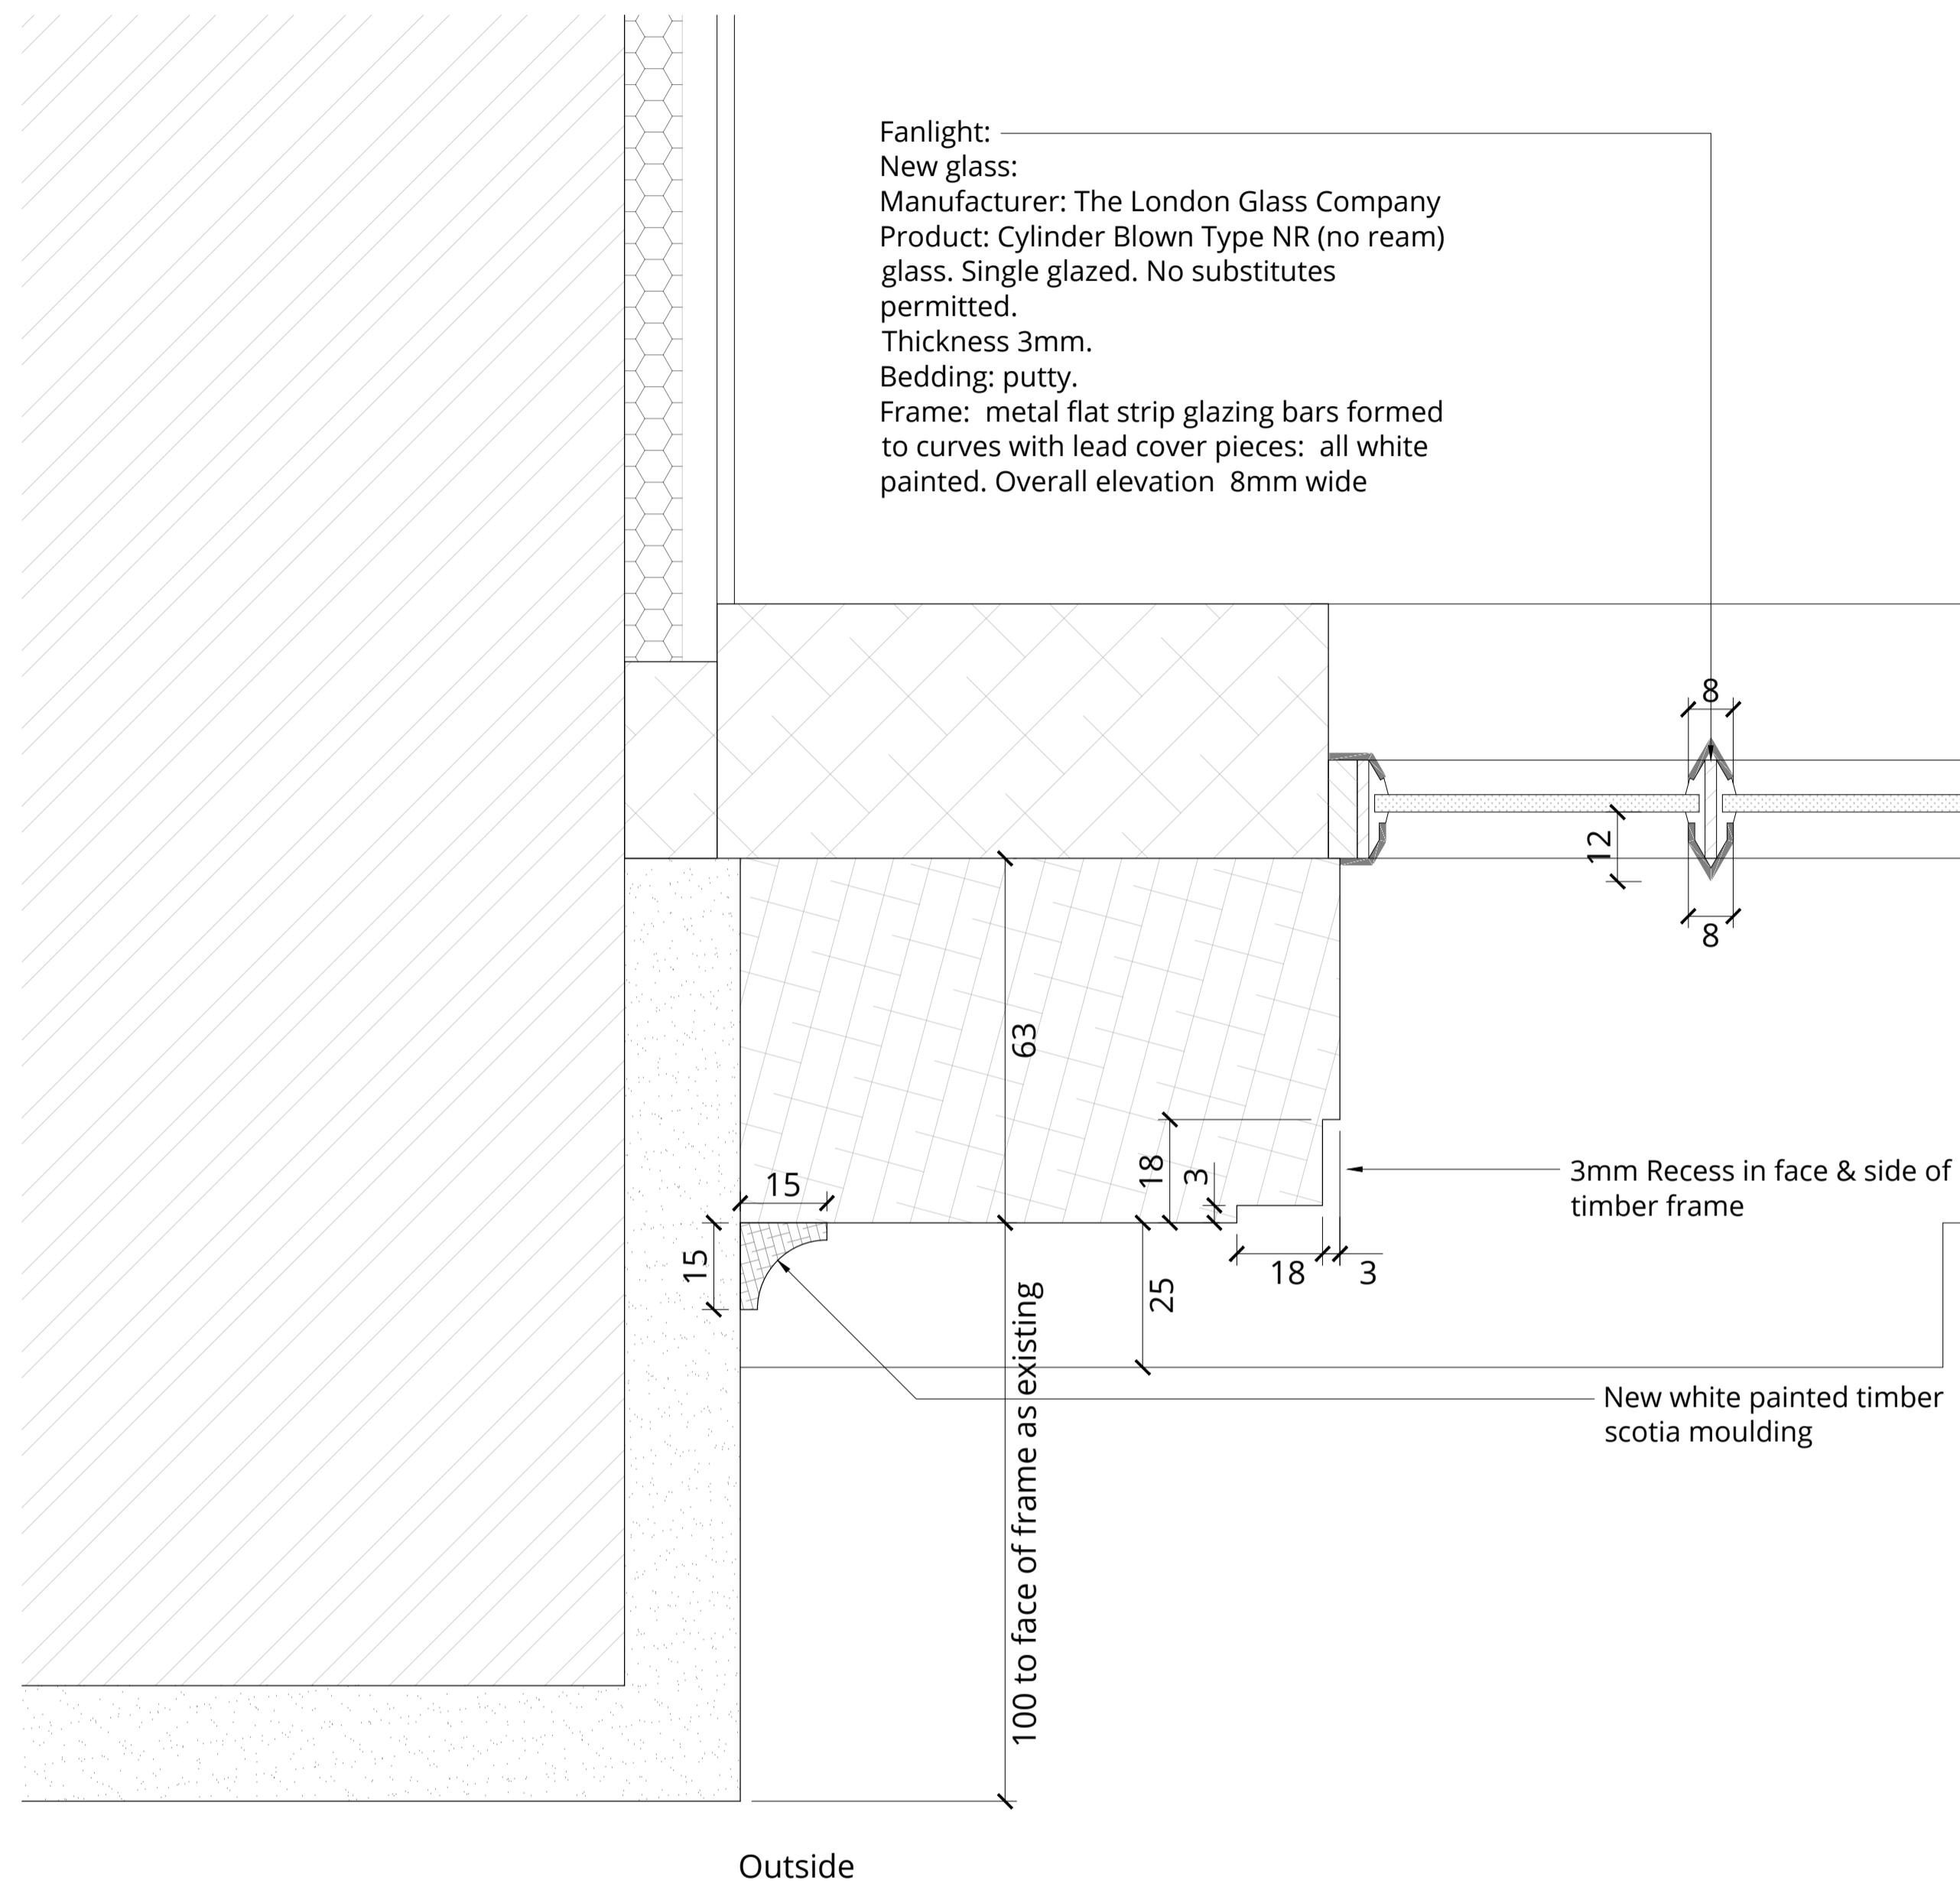 Fanlight:
New glass:
Manufacturer: The London Glass Company
Product: Cylinder Blown Type NR (no ream)
glass. Single glazed. No substitutes
permitted.
Thickness 3mm.
Bedding: putty.
Frame:  metal flat strip glazing bars formed
to curves with lead cover pieces:  all white
painted. Overall elevation  8mm wide
8
12
8
63
18
3
15
15
18
3
25
3mm Recess in face & side of
timber frame
100 to face of frame as existing
New white painted timber
scotia moulding
Outside